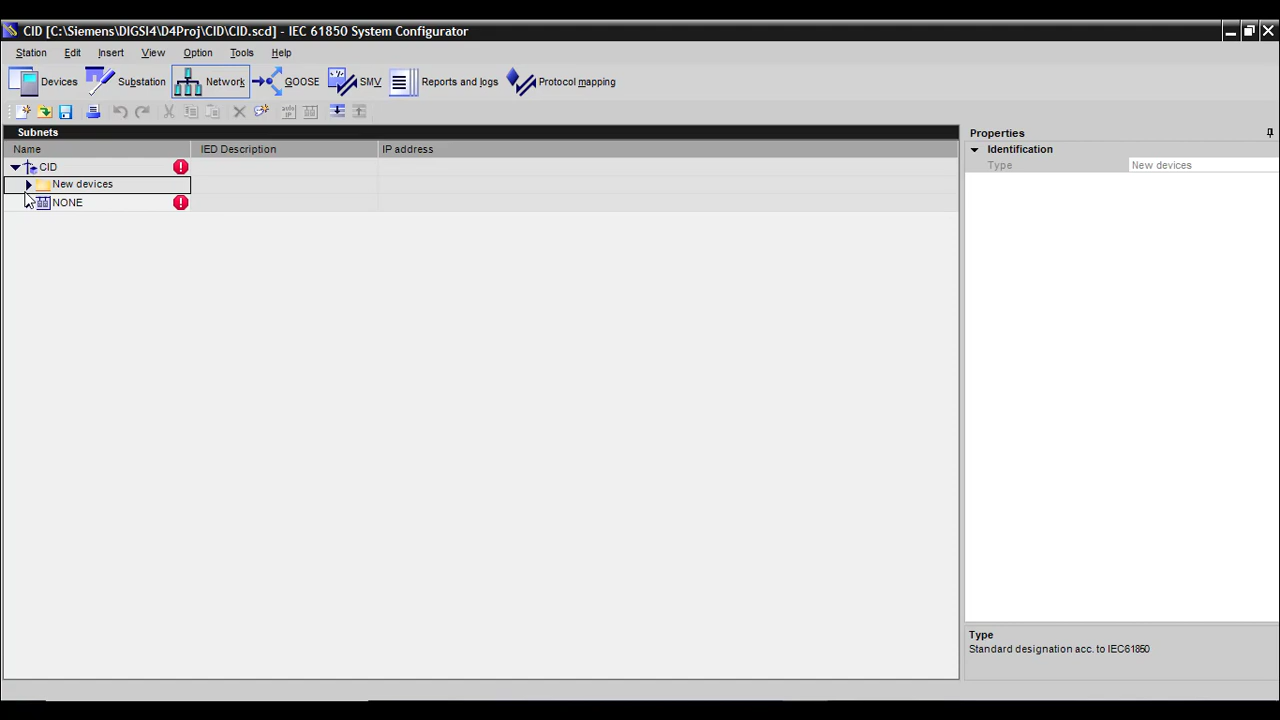 CID [C:\Siemens\DIGSI4\D4Proj\CID\CID.scd] - IEC 61850 System Configurator
Station Edit Insert View Option Tools Help
Devices Substation Network GOOSE SMV Reports and logs Protocol mapping
Subnets
Name IED Description IP address
CID
New devices
NONE
Properties
Identification
Type New devices
Type
Standard designation acc. to IEC61850